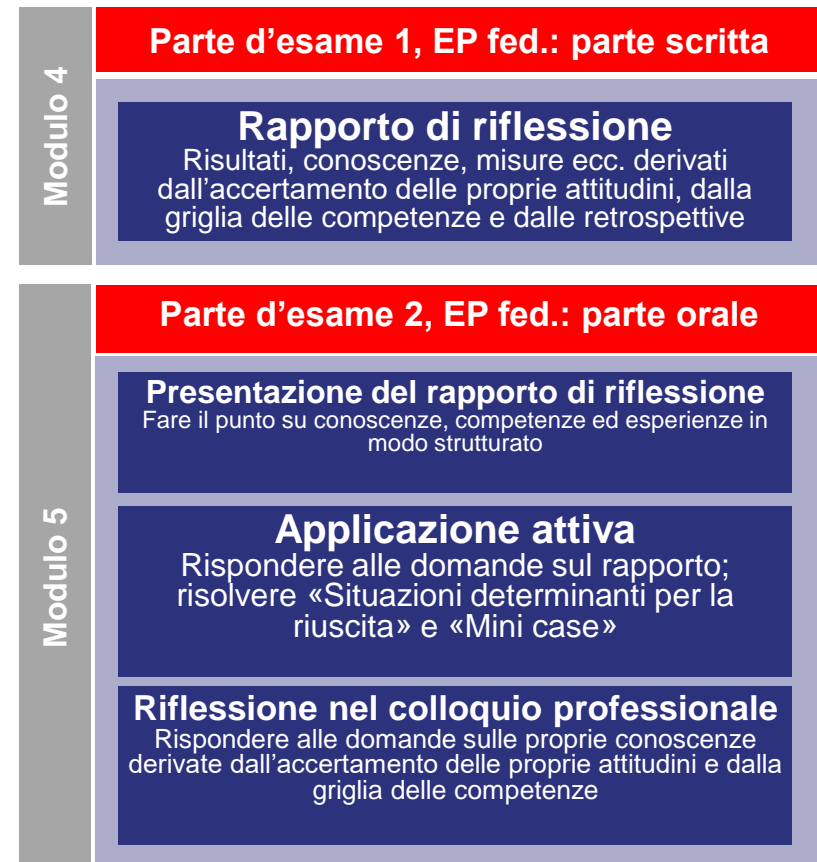 Modulo 4
Parte d’esame 1, EP fed.: parte scritta
Rapporto di riflessione
Risultati, conoscenze, misure ecc. derivati
dall’accertamento delle proprie attitudini, dalla
griglia delle competenze e dalle retrospettive
Modulo 5
Parte d’esame 2, EP fed.: parte orale
Presentazione del rapporto di riflessione
Fare il punto su conoscenze, competenze ed esperienze in
modo strutturato
Applicazione attiva
Rispondere alle domande sul rapporto;
risolvere «Situazioni determinanti per la
riuscita» e «Mini case»
Riflessione nel colloquio professionale
Rispondere alle domande sulle proprie conoscenze
derivate dall’accertamento delle proprie attitudini e dalla
griglia delle competenze